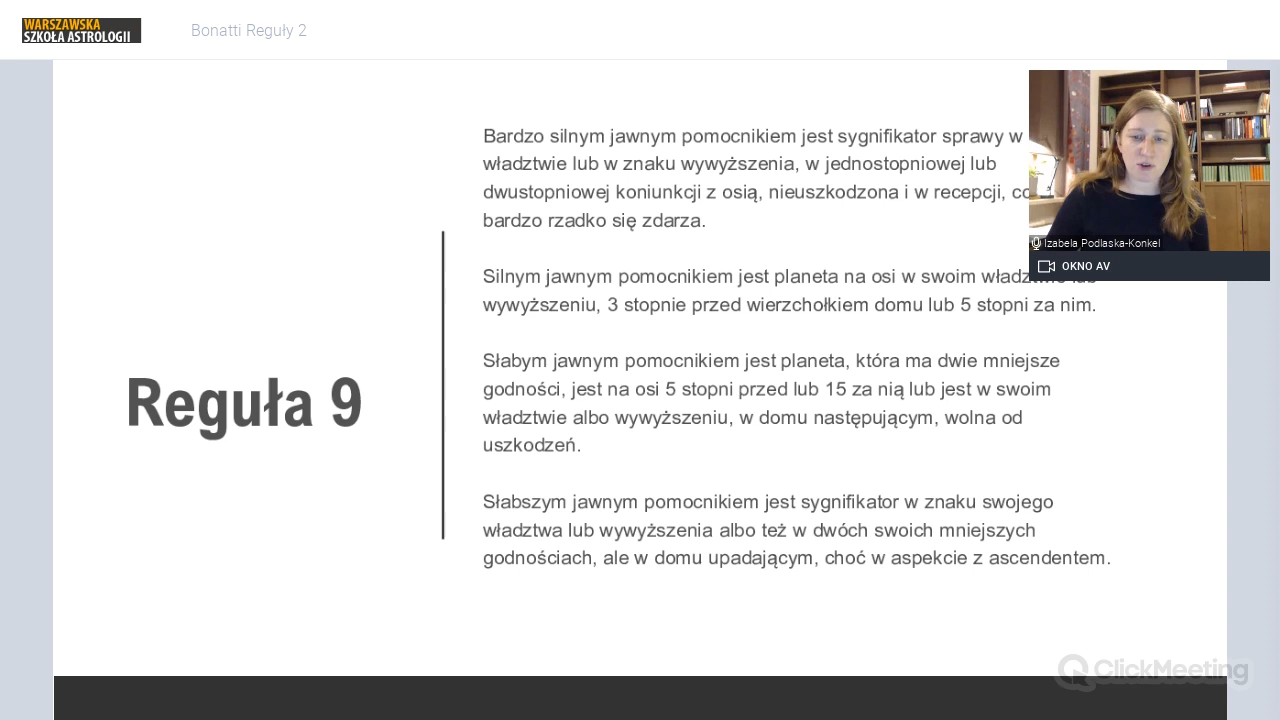 WARSZAWSKA
SZKOŁA ASTROLOGII
Bonatti Reguły 2
Reguła 9
Bardzo silnym jawnym pomocnikiem jest sygnifikator sprawy w
władztwie lub w znaku wywyższenia, w jednostopniowej lub
dwustopniowej koniunkcji z osią, nieuszkodzona i w recepcji,
bardzo rzadko się zdarza.
Silnym jawnym pomocnikiem jest planeta na osi w swoim władztwie lub
wywyższeniu, 3 stopnie przed wierzchołkiem domu lub 5 stopni za nim.
Słabym jawnym pomocnikiem jest planeta, która ma dwie mniejsze
godności, jest na osi 5 stopni przed lub 15 za nią lub jest w swoim
władztwie albo wywyższeniu, w domu następującym, wolna od
uszkodzeń.
Słabszym jawnym pomocnikiem jest sygnifikator w znaku swojego
władztwa lub wywyższenia albo też w dwóch swoich mniejszych
godnościach, ale w domu upadającym, choć w aspekcie z ascendentem.
Izabela Podlaska-Konkel
OKNO AV
ClickMeeting